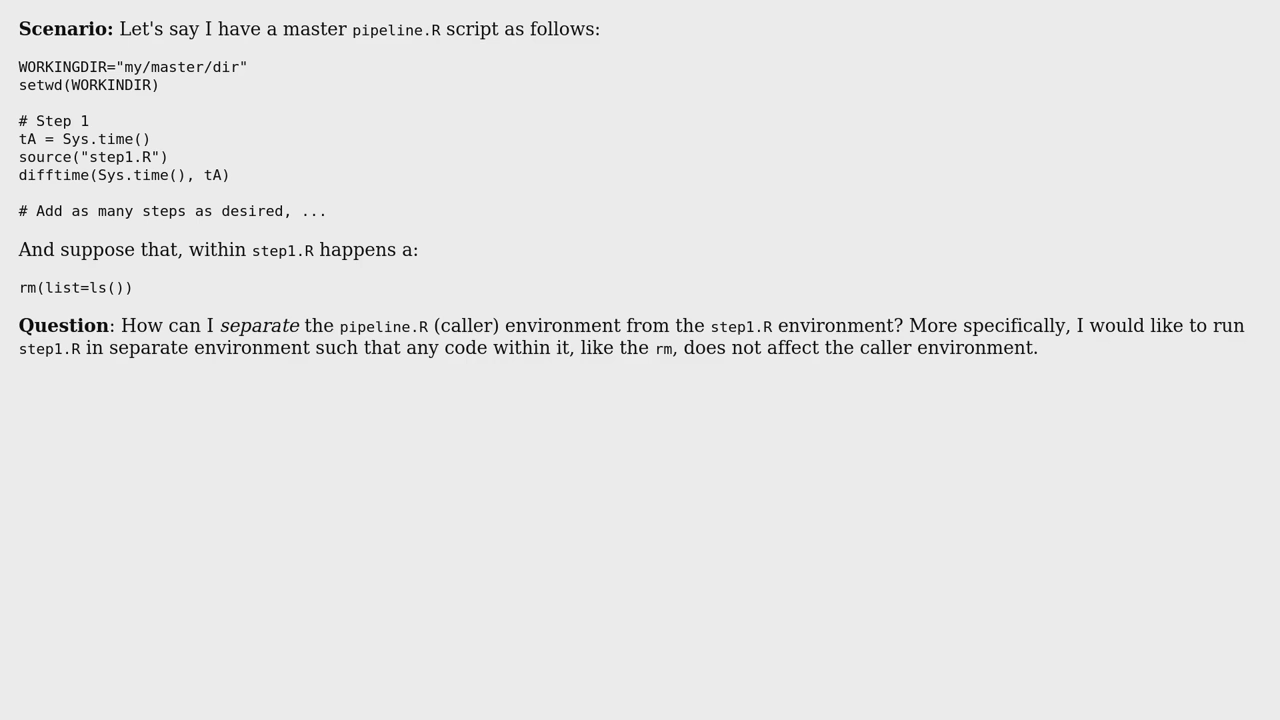 Scenario: Let's say I have a master pipeline.R script as follows:
WORKINGDIR="my/master/dir"
setwd(WORKINDIR)
# Step 1
tA = Sys.time()
source("step1.R")
difftime(Sys.time(), tA)
# Add as many steps as desired, ...
And suppose that, within step1.R happens a:
rm(list=ls())
Question: How can I separate the pipeline.R (caller) environment from the step1.R environment? More specifically, I would like to run
step1.R in separate environment such that any code within it, like the rm, does not affect the caller environment.